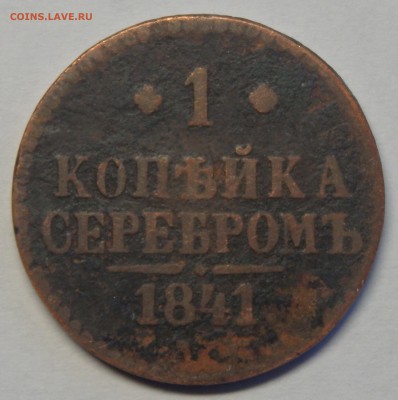 COINS.LAVE.RU
1
КОПѢЙКА
СЕРЕБРОМЪ
1841